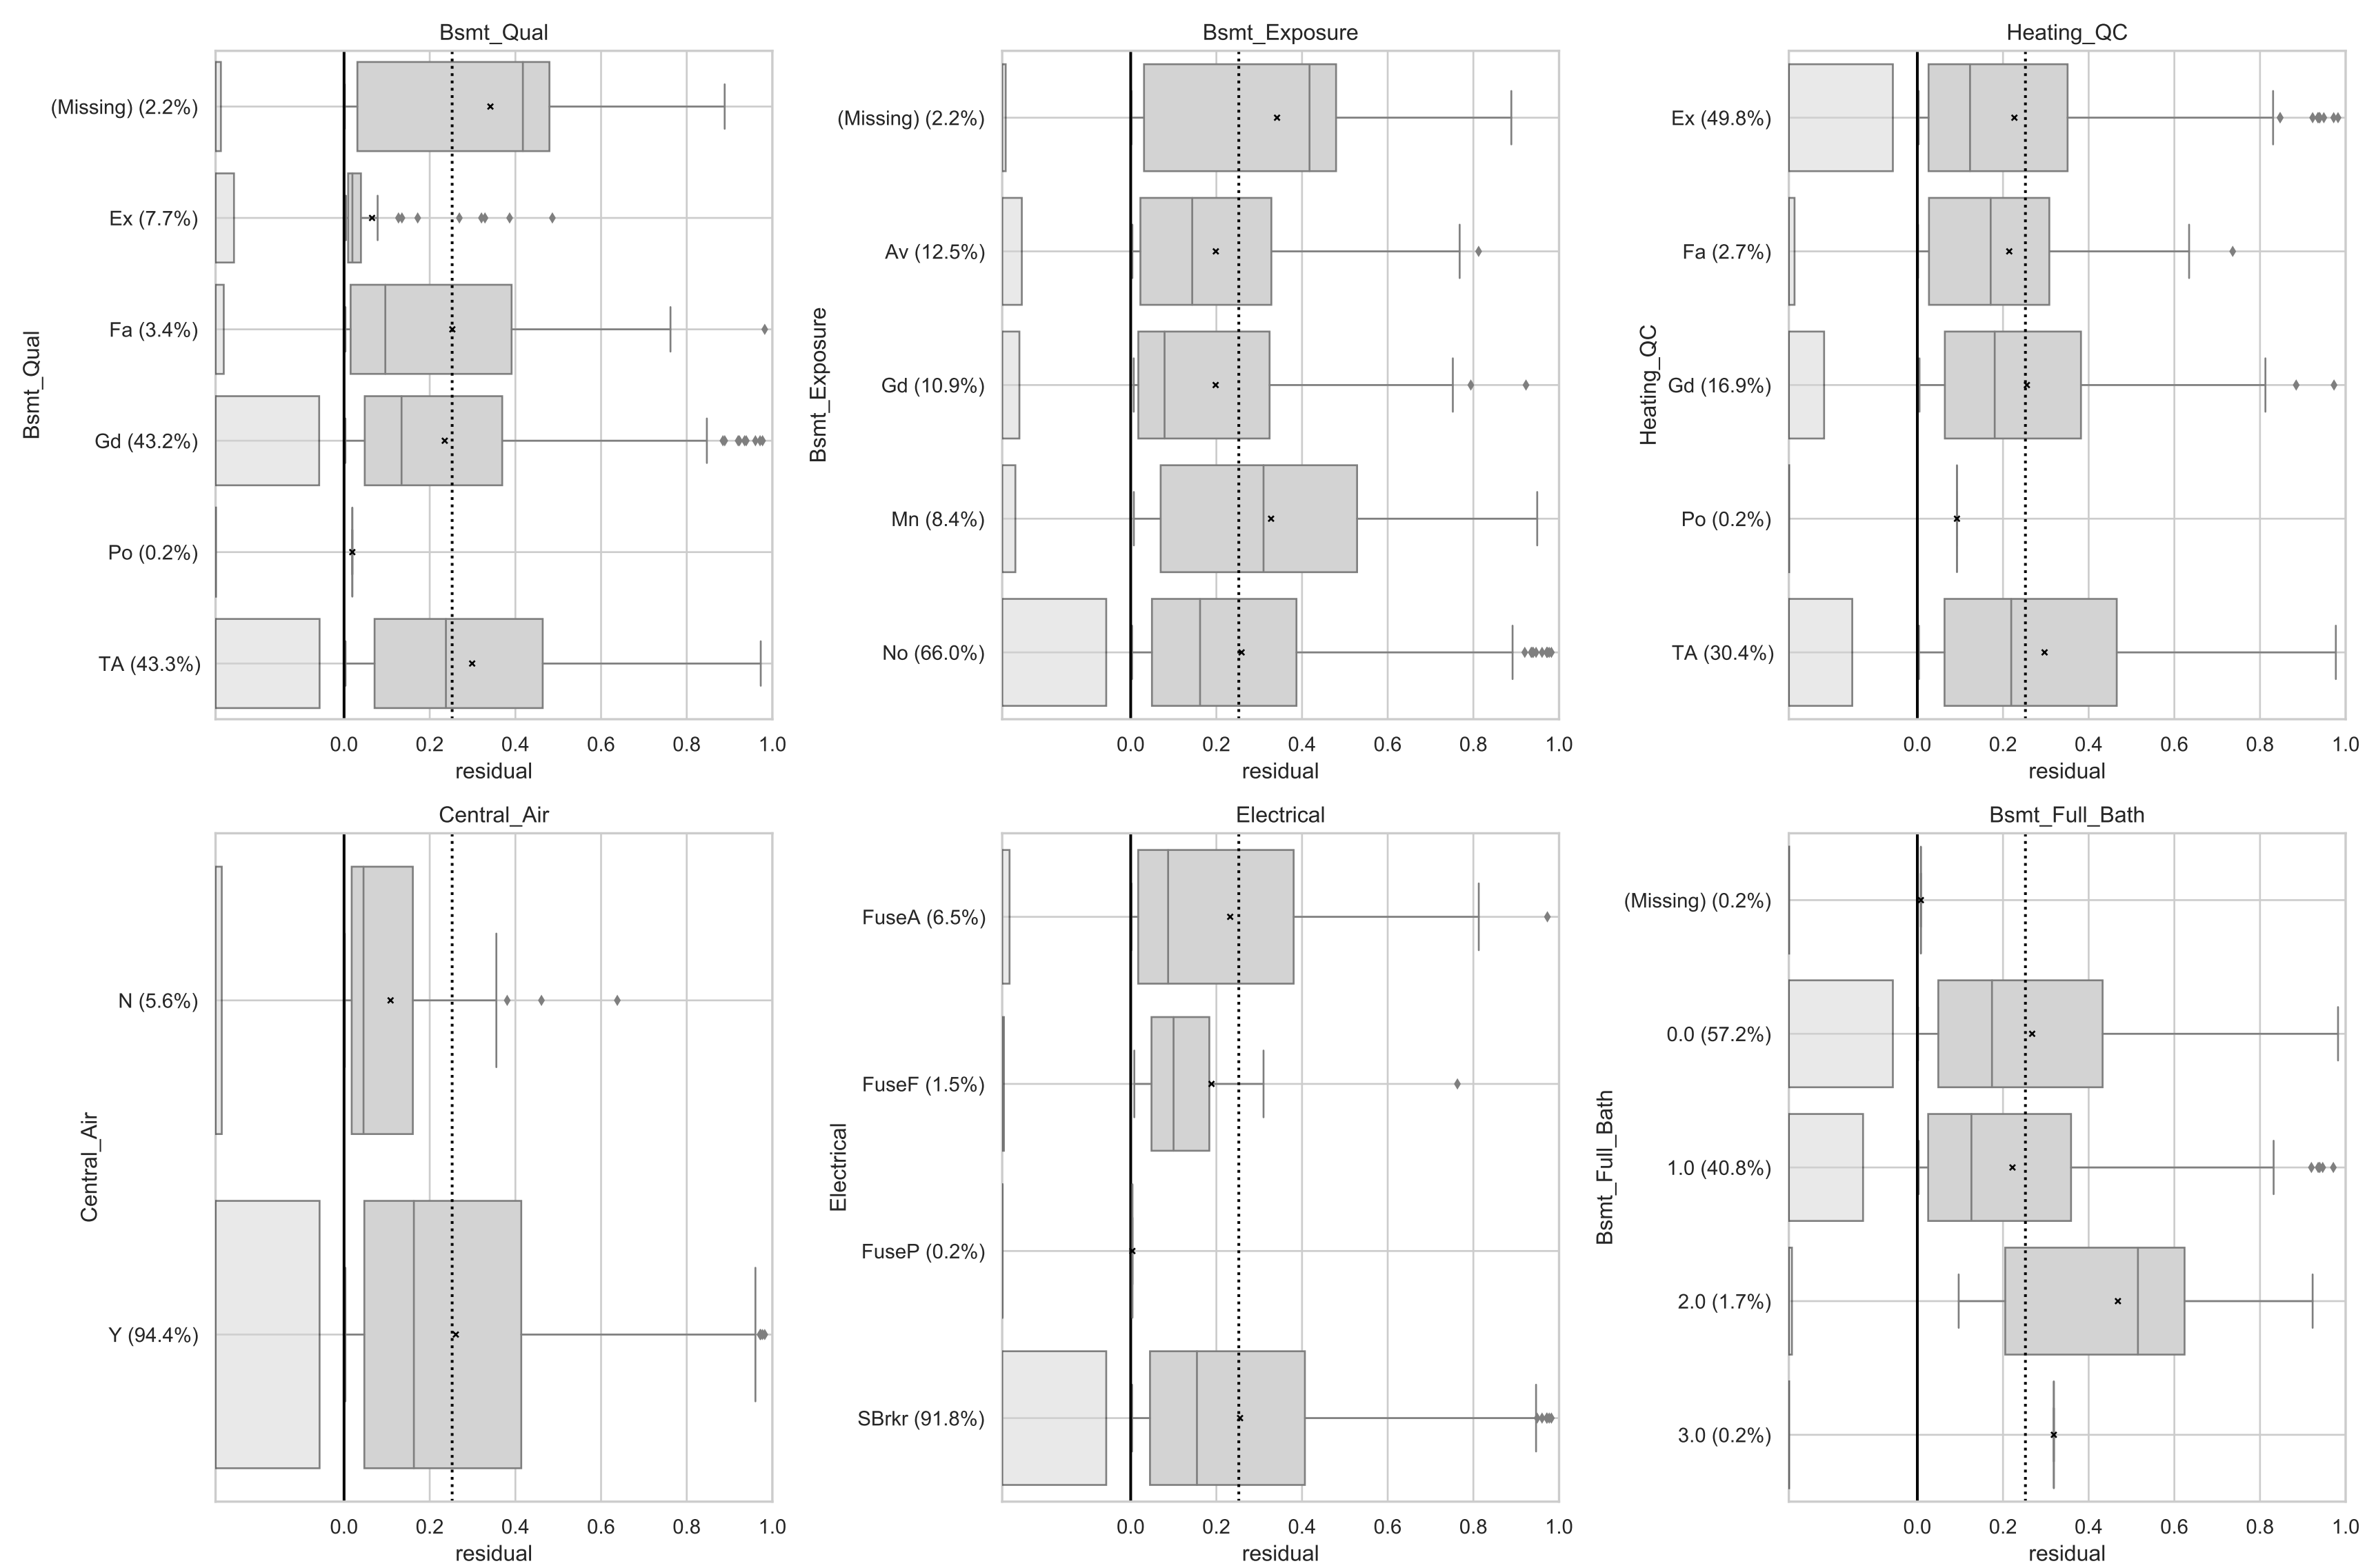 Bsmt_Qual
(Missing) (2.2%)
Ex (7.7%)
Fa (3.4%)
Gd (43.2%)
Po (0.2%)
TA (43.3%)
Bsmt_Qual
0.0 0.2 0.4 0.6 0.8 1.0
residual
Bsmt_Exposure
(Missing) (2.2%)
Av (12.5%)
Gd (10.9%)
Mn (8.4%)
No (66.0%)
Bsmt_Exposure
0.0 0.2 0.4 0.6 0.8 1.0
residual
Heating_QC
Ex (49.8%)
Fa (2.7%)
Gd (16.9%)
Po (0.2%)
TA (30.4%)
Heating_QC
0.0 0.2 0.4 0.6 0.8 1.0
residual
Central_Air
N (5.6%)
Y (94.4%)
Central_Air
0.0 0.2 0.4 0.6 0.8 1.0
residual
Electrical
FuseA (6.5%)
FuseF (1.5%)
FuseP (0.2%)
SBrkr (91.8%)
Electrical
0.0 0.2 0.4 0.6 0.8 1.0
residual
Bsmt_Full_Bath
(Missing) (0.2%)
0.0 (57.2%)
1.0 (40.8%)
2.0 (1.7%)
3.0 (0.2%)
Bsmt_Full_Bath
0.0 0.2 0.4 0.6 0.8 1.0
residual